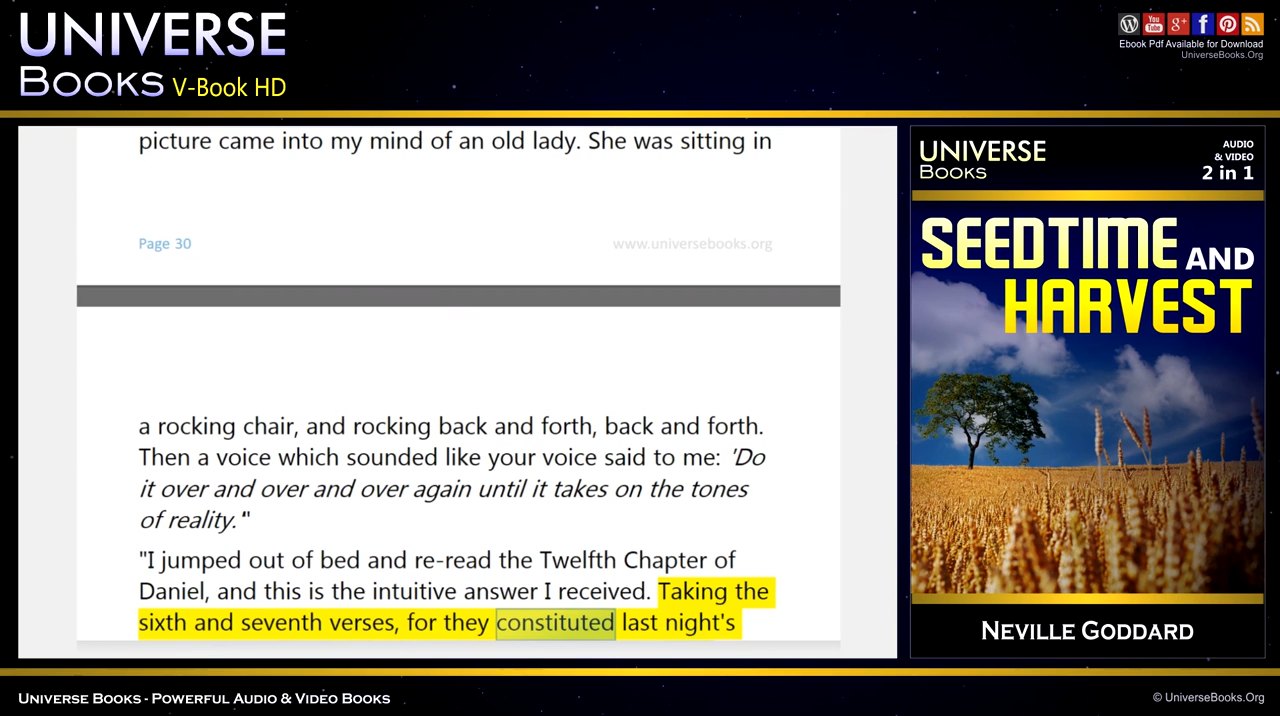 UNIVERSE
BOOKS V-Book HD
Ebook Pdf Available for Download
UniverseBooks.Org
picture came into my mind of an old lady. She was sitting in
Page 30 www.universebooks.org
a rocking chair, and rocking back and forth, back and forth.
Then a voice which sounded like your voice said to me: 'Do
it over and over and over again until it takes on the tones
of reality.'"
"I jumped out of bed and re-read the Twelfth Chapter of
Daniel, and this is the intuitive answer I received. Taking the
sixth and seventh verses, for they constituted last night's
UNIVERSE
BOOKS
AUDIO
& VIDEO
2 in 1
SEEDTIME AND
HARVEST
NEVILLE GODDARD
UNIVERSE BOOKS - POWERFUL AUDIO & VIDEO BOOKS
© UniverseBooks.Org